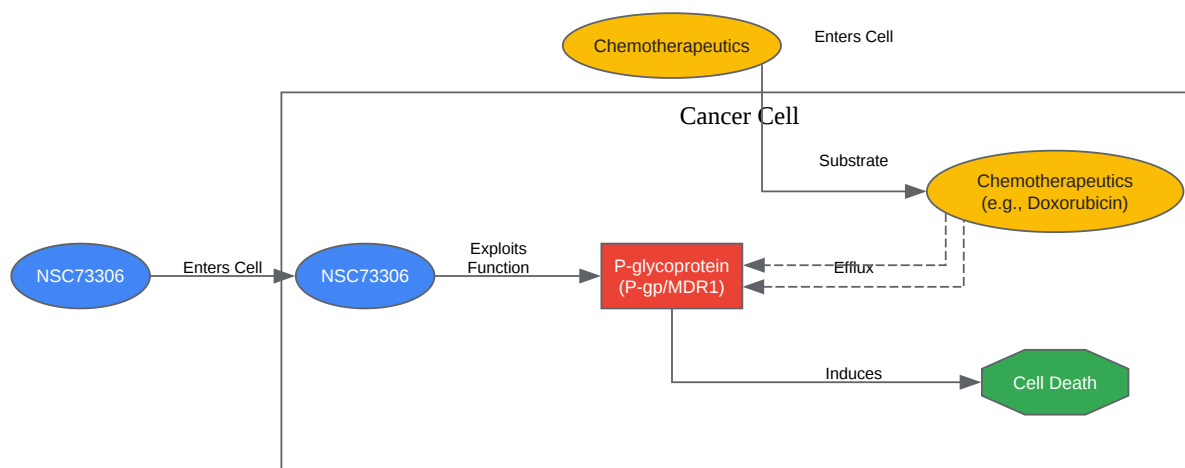 Chemotherapeutics
Enters Cell
Cancer Cell
Substrate
Chemotherapeutics
(e.g., Doxorubicin)
NSC73306
Enters Cell
NSC73306
Exploits
Function
P-glycoprotein
(P-gp/MDR1)
Efflux
Induces
Cell Death